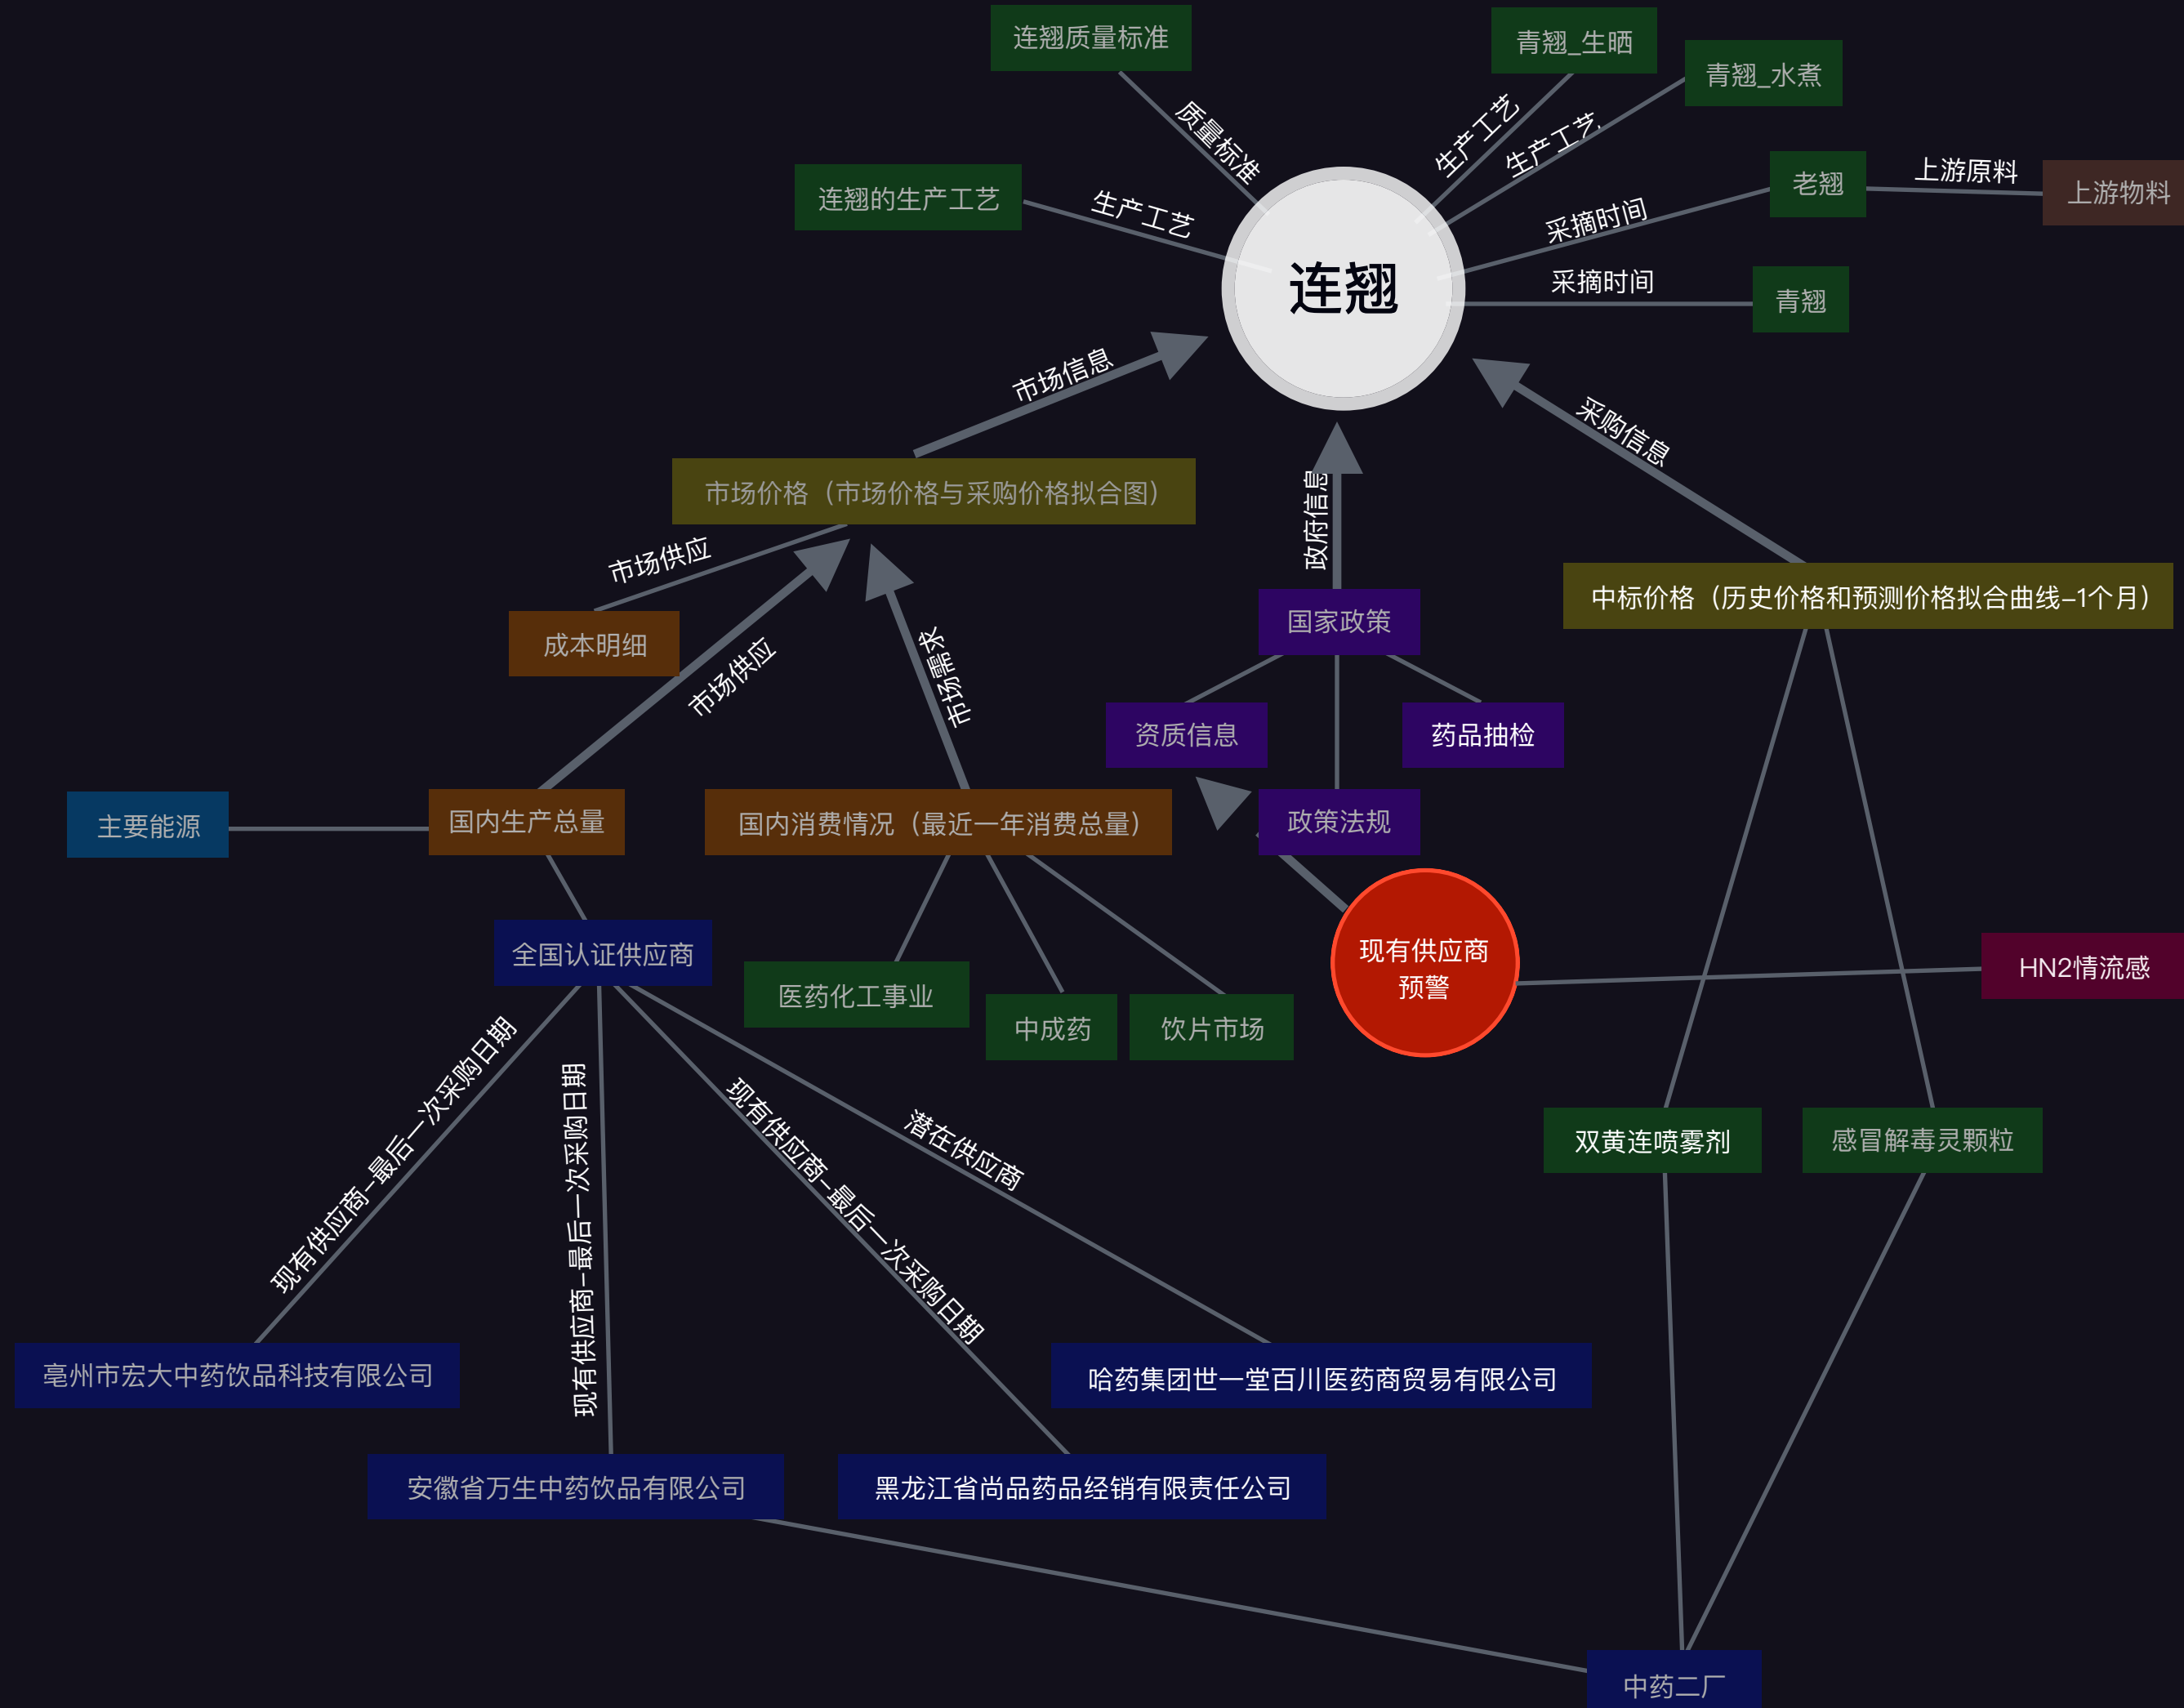 连翘质量标准
青翘_生晒
青翘_水煮
质量标准
生产工艺
生产工艺
连翘的生产工艺
生产工艺
老翘
上游原料
上游物料
采摘时间
连翘
采摘时间
青翘
市场信息
采购信息
市场价格（市场价格与采购价格拟合图）
政府信息
市场供应
中标价格（历史价格和预测价格拟合曲线–1个月）
成本明细
国家政策
市场供应
市场需求
资质信息
药品抽检
主要能源
国内生产总量
国内消费情况（最近一年消费总量）
政策法规
全国认证供应商
现有供应商
预警
HN2情流感
医药化工事业
中成药
饮片市场
现有供应商–最后一次采购日期
现有供应商–最后一次采购日期
现有供应商–最后一次采购日期
潜在供应商
双黄连喷雾剂
感冒解毒灵颗粒
亳州市宏大中药饮品科技有限公司
哈药集团世一堂百川医药商贸易有限公司
安徽省万生中药饮品有限公司
黑龙江省尚品药品经销有限责任公司
中药二厂